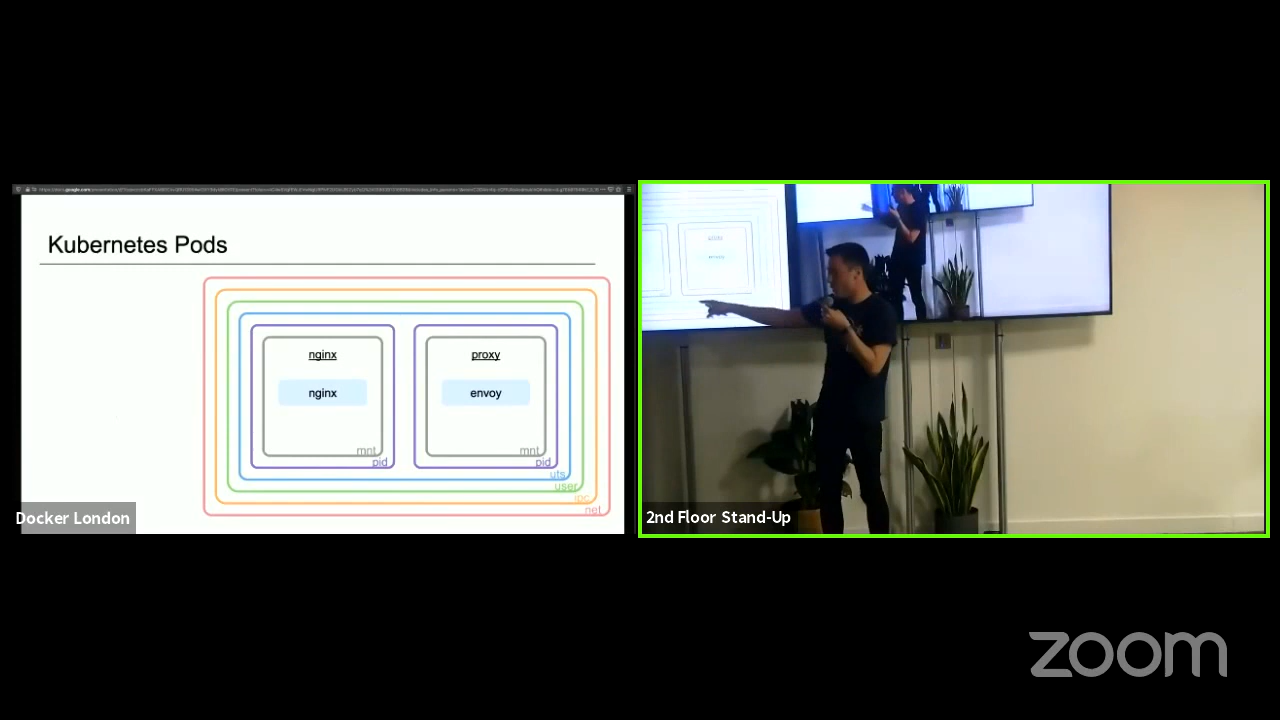 Kubernetes Pods
nginx
proxy
nginx
envoy
mnt
mnt
pid
pid
uts
user
ipc
net
Docker London
2nd Floor Stand-Up
zoom